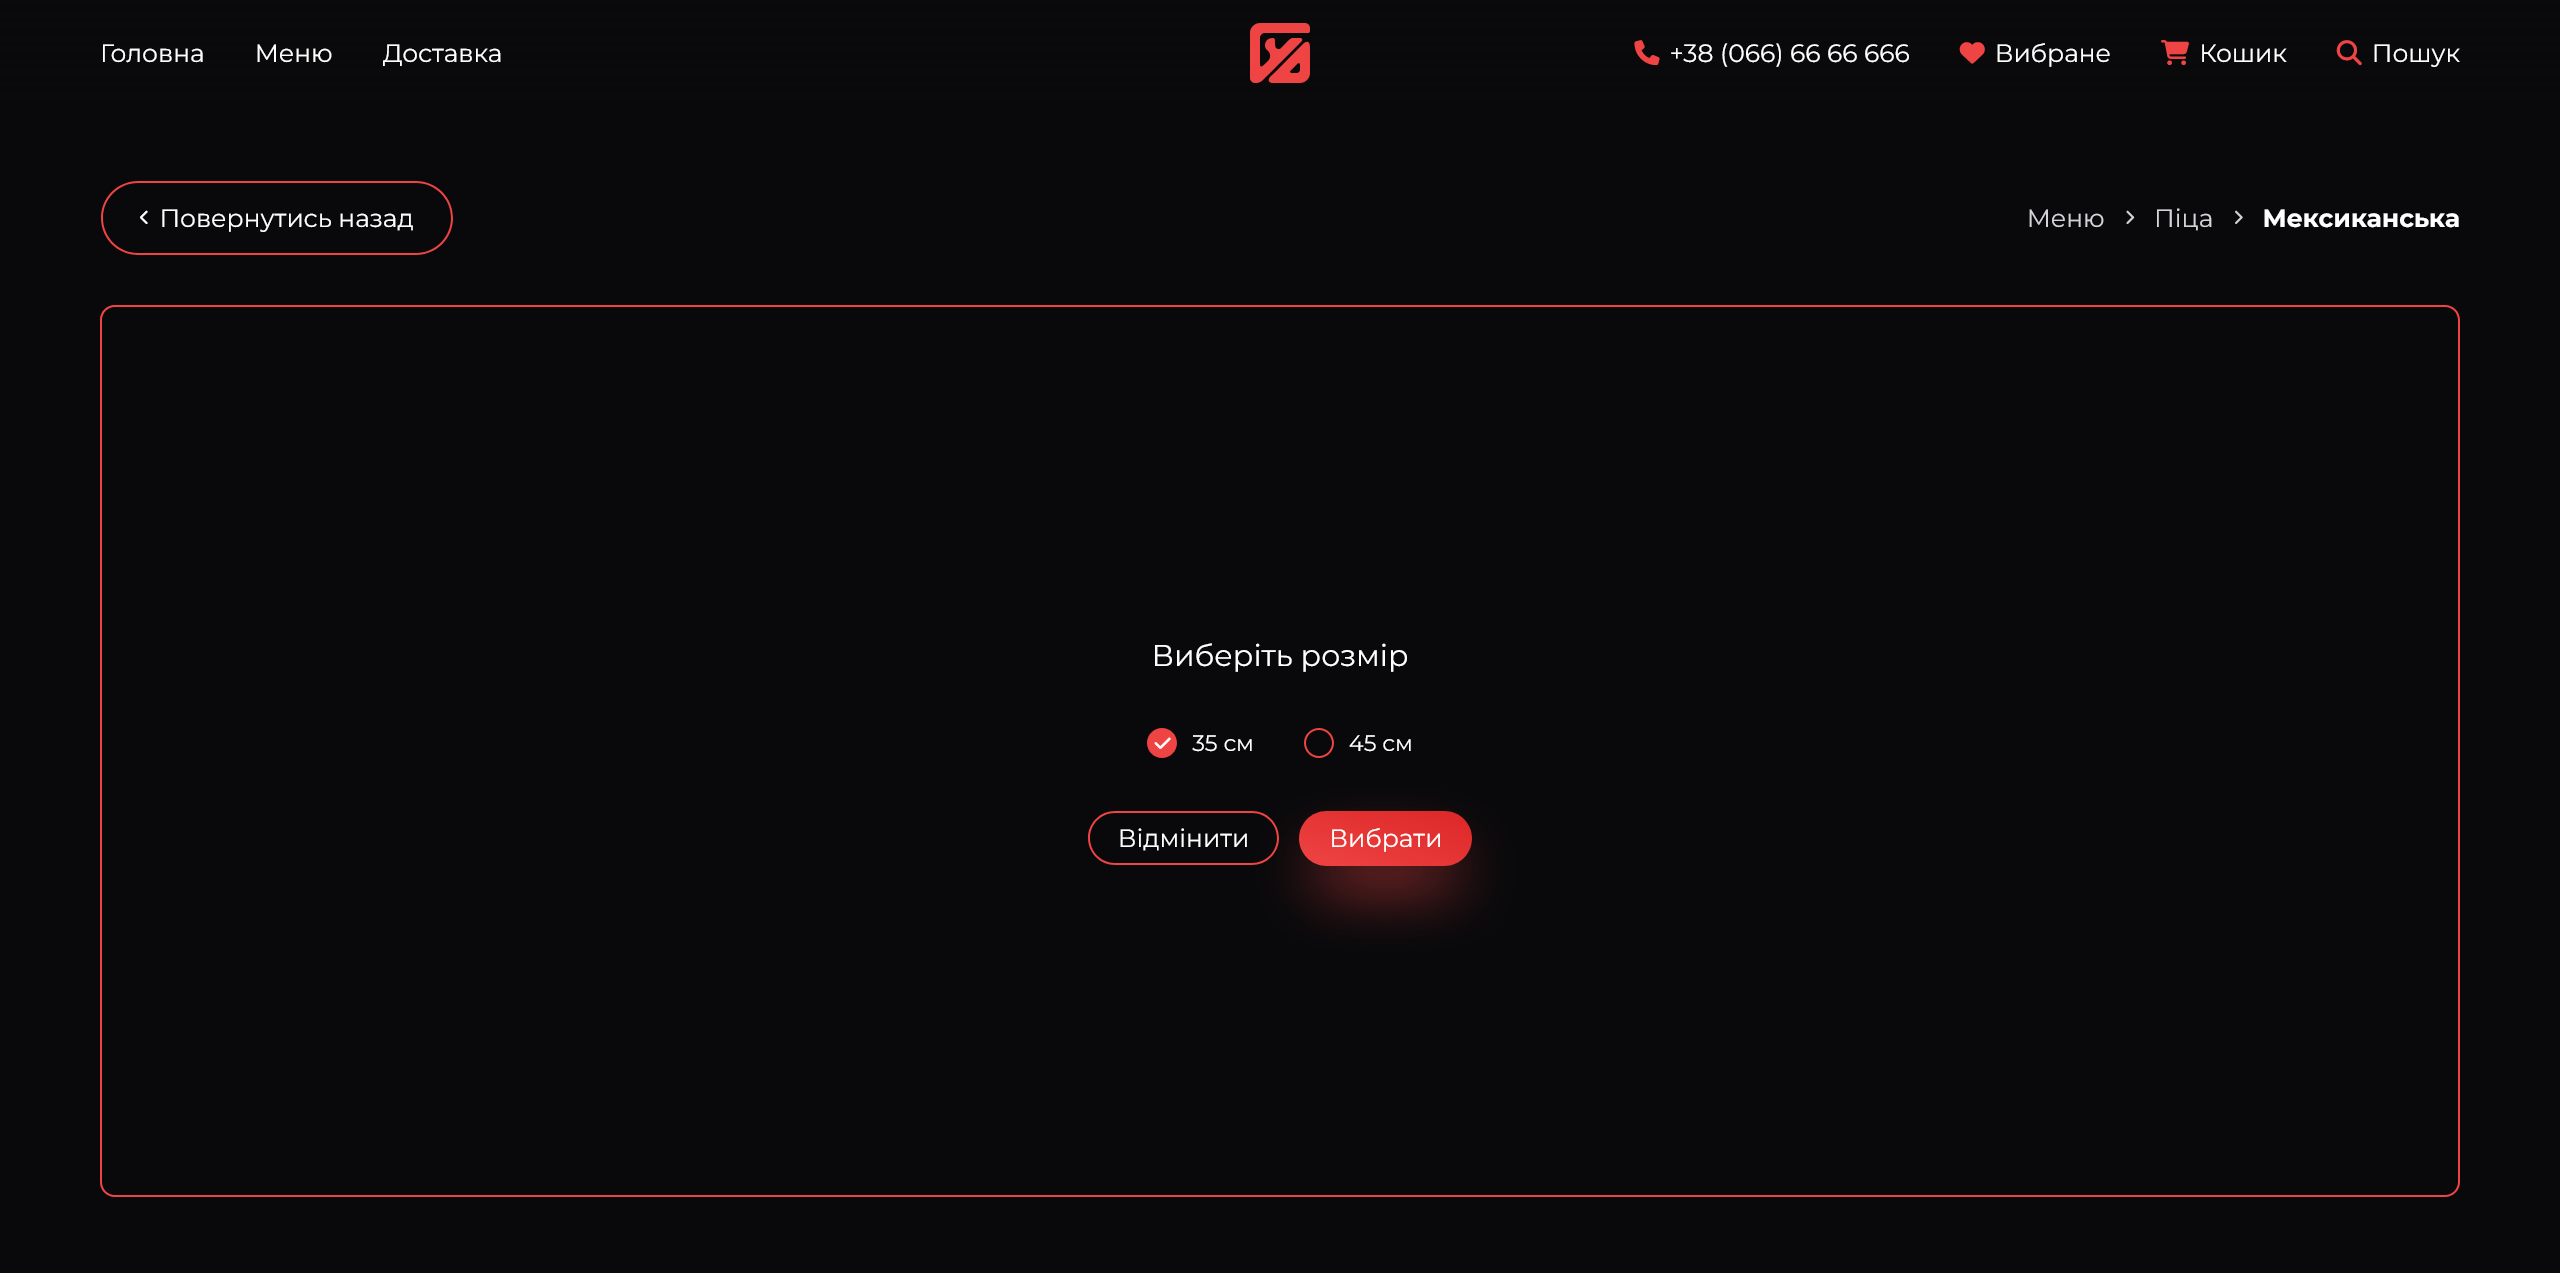 Головна Меню Доставка +38 (066) 66 66 666 Вибране Кошик Пошук
Повернутись назад Меню Піца Мексиканська
Виберіть розмір
35 см 45 см
Відмінити Вибрати